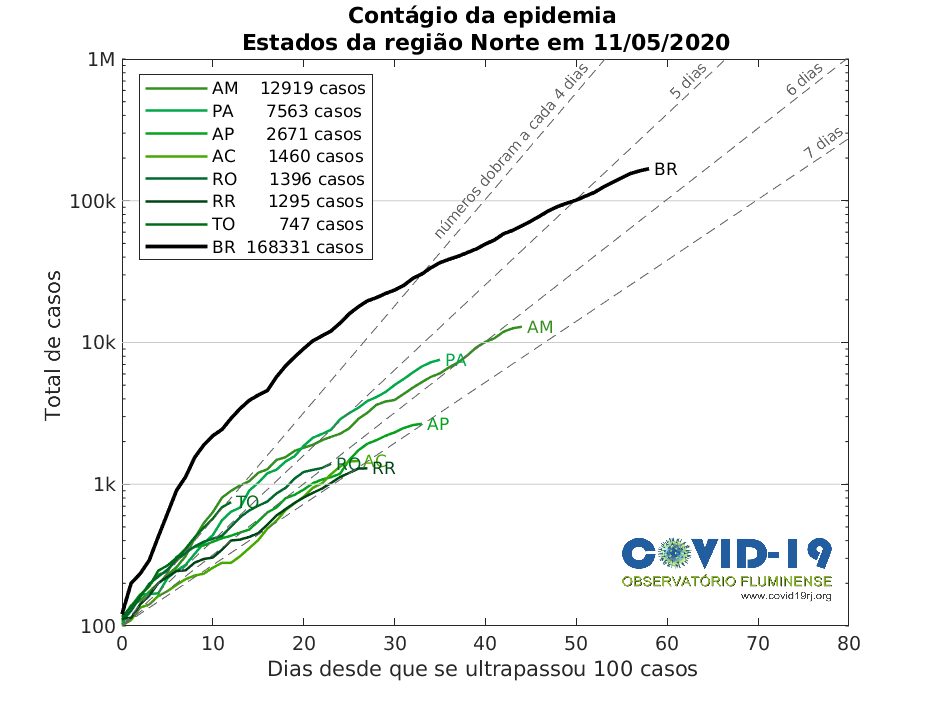 Contágio da epidemia
Estados da região Norte em 11/05/2020
1M
100k
10k
1k
100
Total de casos
AM 12919 casos
PA 7563 casos
AP 2671 casos
AC 1460 casos
RO 1396 casos
RR 1295 casos
TO 747 casos
BR 168331 casos
números dobram a cada 4 dias
5 dias
6 dias
7 dias
BR
AM
PA
AP
RO
AC
RR
TO
COVID-19
OBSERVATÓRIO FLUMINENSE
www.covid19rj.org
0 10 20 30 40 50 60 70 80
Dias desde que se ultrapassou 100 casos